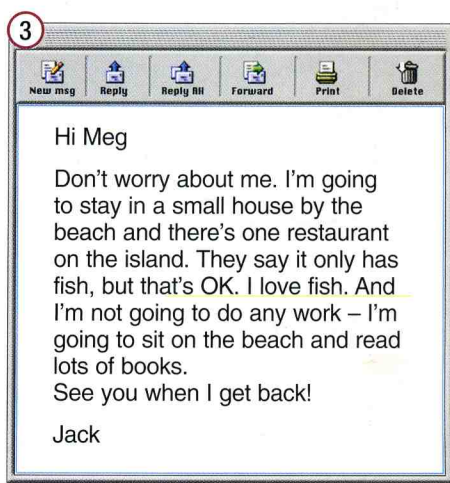 3
New msg Reply Reply All Forward Print Delete
Hi Meg
Don't worry about me. I'm going
to stay in a small house by the
beach and there's one restaurant
on the island. They say it only has
fish, but that's OK. I love fish. And
I'm not going to do any work – I'm
going to sit on the beach and read
lots of books.
See you when I get back!
Jack